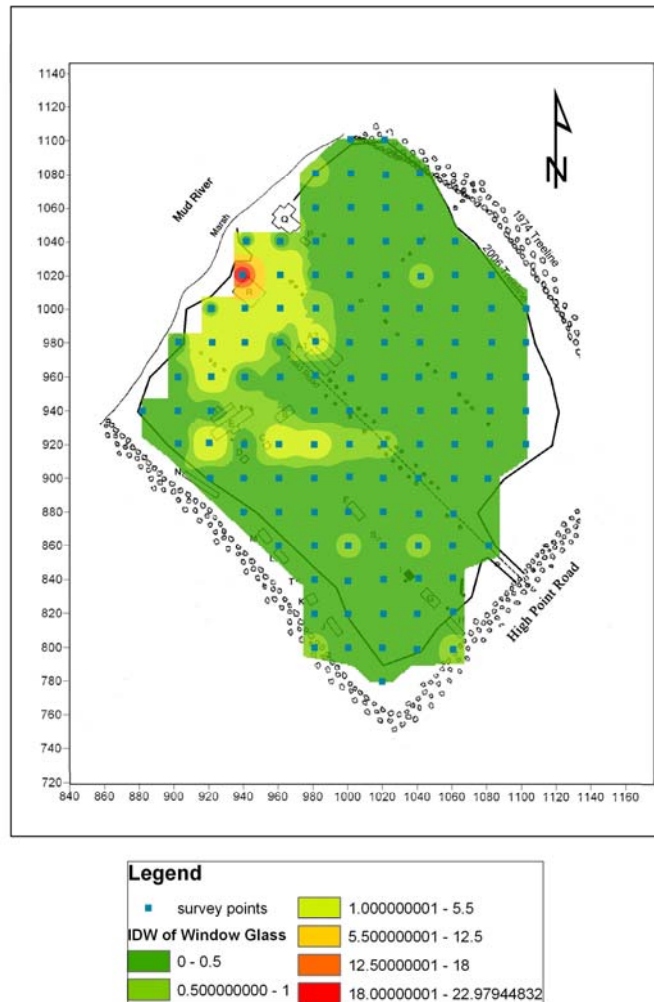 1140
1120
1100
1080
1060
1040
1020
1000
980
960
940
920
900
880
860
840
820
800
780
760
740
720
840 860 880 900 920 940 960 980 1000 1020 1040 1060 1080 1100 1120 1140 1160
Mud River
Marsh
Q
N
1974 Treeline
2006
N
M
L
T
K
High Point Road
Legend
survey points
IDW of Window Glass
0 - 0.5
0.500000000 - 1
1.000000001 - 5.5
5.500000001 - 12.5
12.50000001 - 18
18.00000001 - 22.97944832